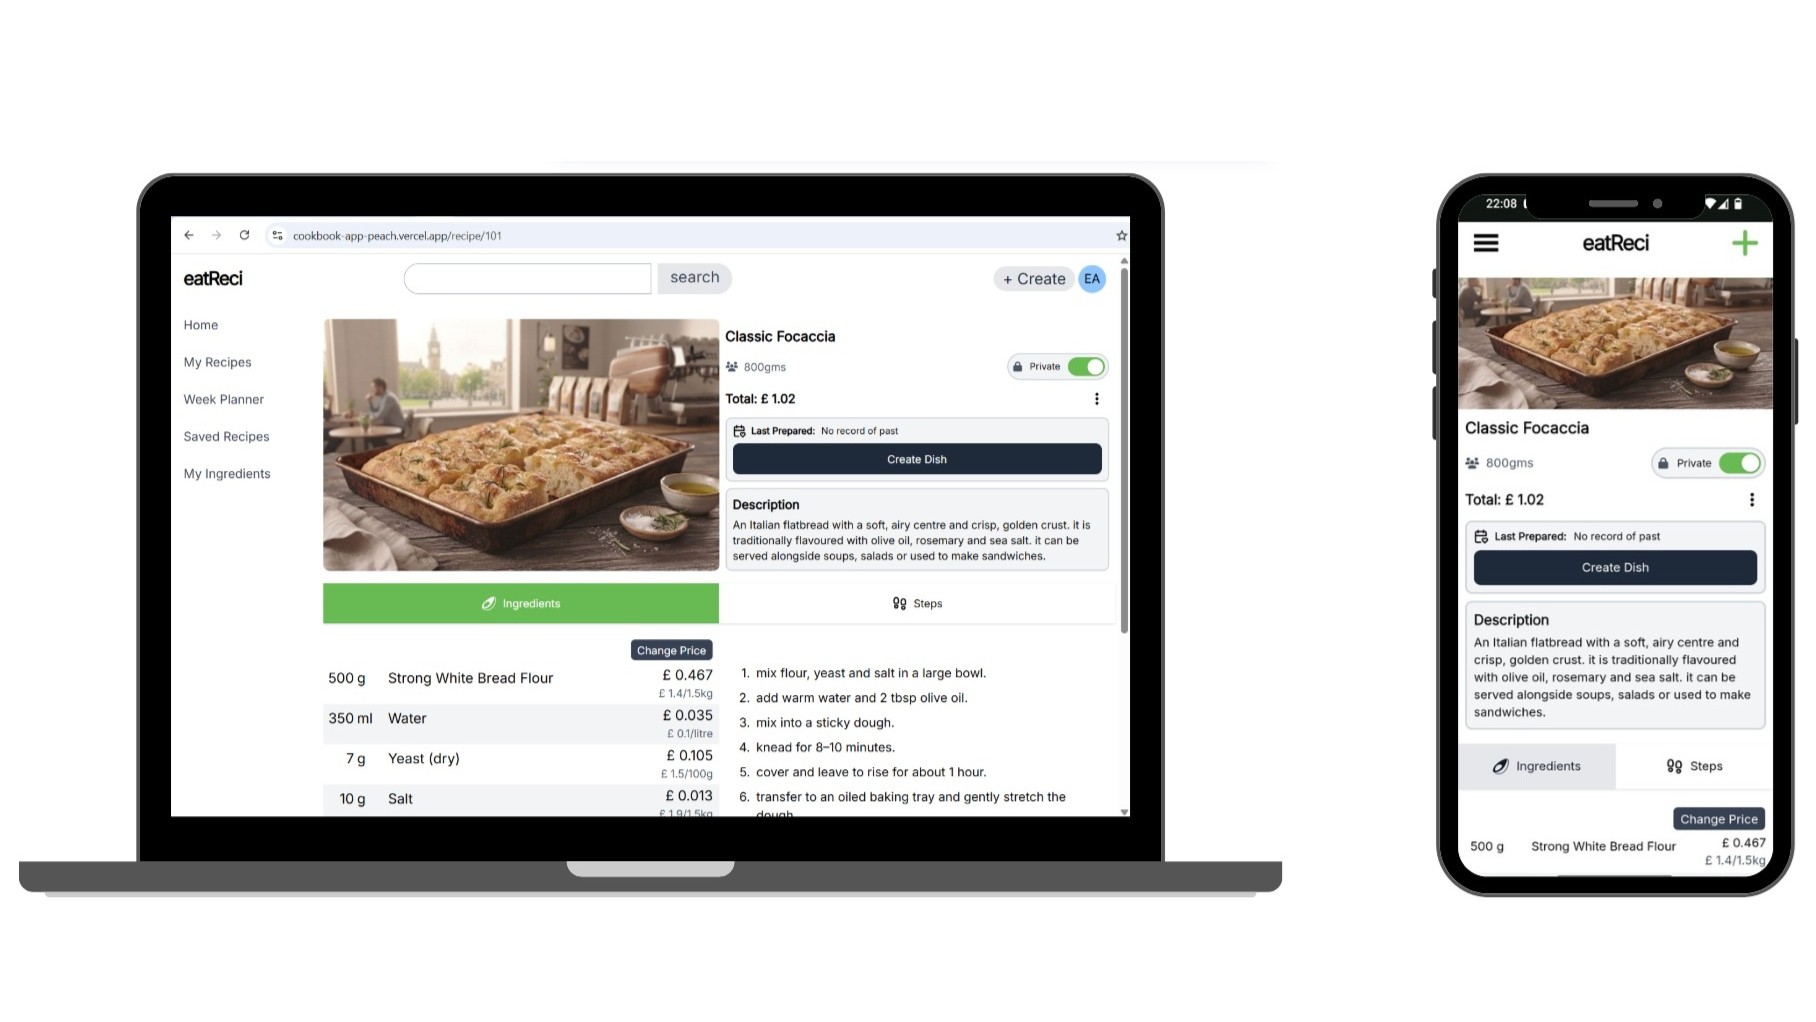 cookbook-app-peach.vercel.app/recipe/101
eatReci
search
+ Create
EA
Home
My Recipes
Week Planner
Saved Recipes
My Ingredients
Classic Focaccia
800gms
Private
Total: £ 1.02
Last Prepared: No record of past
Create Dish
Description
An Italian flatbread with a soft, airy centre and crisp, golden crust. it is
traditionally flavoured with olive oil, rosemary and sea salt. it can be
served alongside soups, salads or used to make sandwiches.
Ingredients
Steps
Change Price
500 g Strong White Bread Flour £ 0.467
£ 1.4/1.5kg
350 ml Water £ 0.035
£ 0.1/litre
7 g Yeast (dry) £ 0.105
£ 1.5/100g
10 g Salt £ 0.013
£ 1.9/1.5kg
1. mix flour, yeast and salt in a large bowl.
2. add warm water and 2 tbsp olive oil.
3. mix into a sticky dough.
4. knead for 8–10 minutes.
5. cover and leave to rise for about 1 hour.
6. transfer to an oiled baking tray and gently stretch the
dough.
22:08
eatReci
Classic Focaccia
800gms
Private
Total: £ 1.02
Last Prepared: No record of past
Create Dish
Description
An Italian flatbread with a soft, airy centre and
crisp, golden crust. it is traditionally flavoured
with olive oil, rosemary and sea salt. it can be
served alongside soups, salads or used to make
sandwiches.
Ingredients
Steps
Change Price
500 g Strong White Bread Flour £ 0.467
£ 1.4/1.5kg